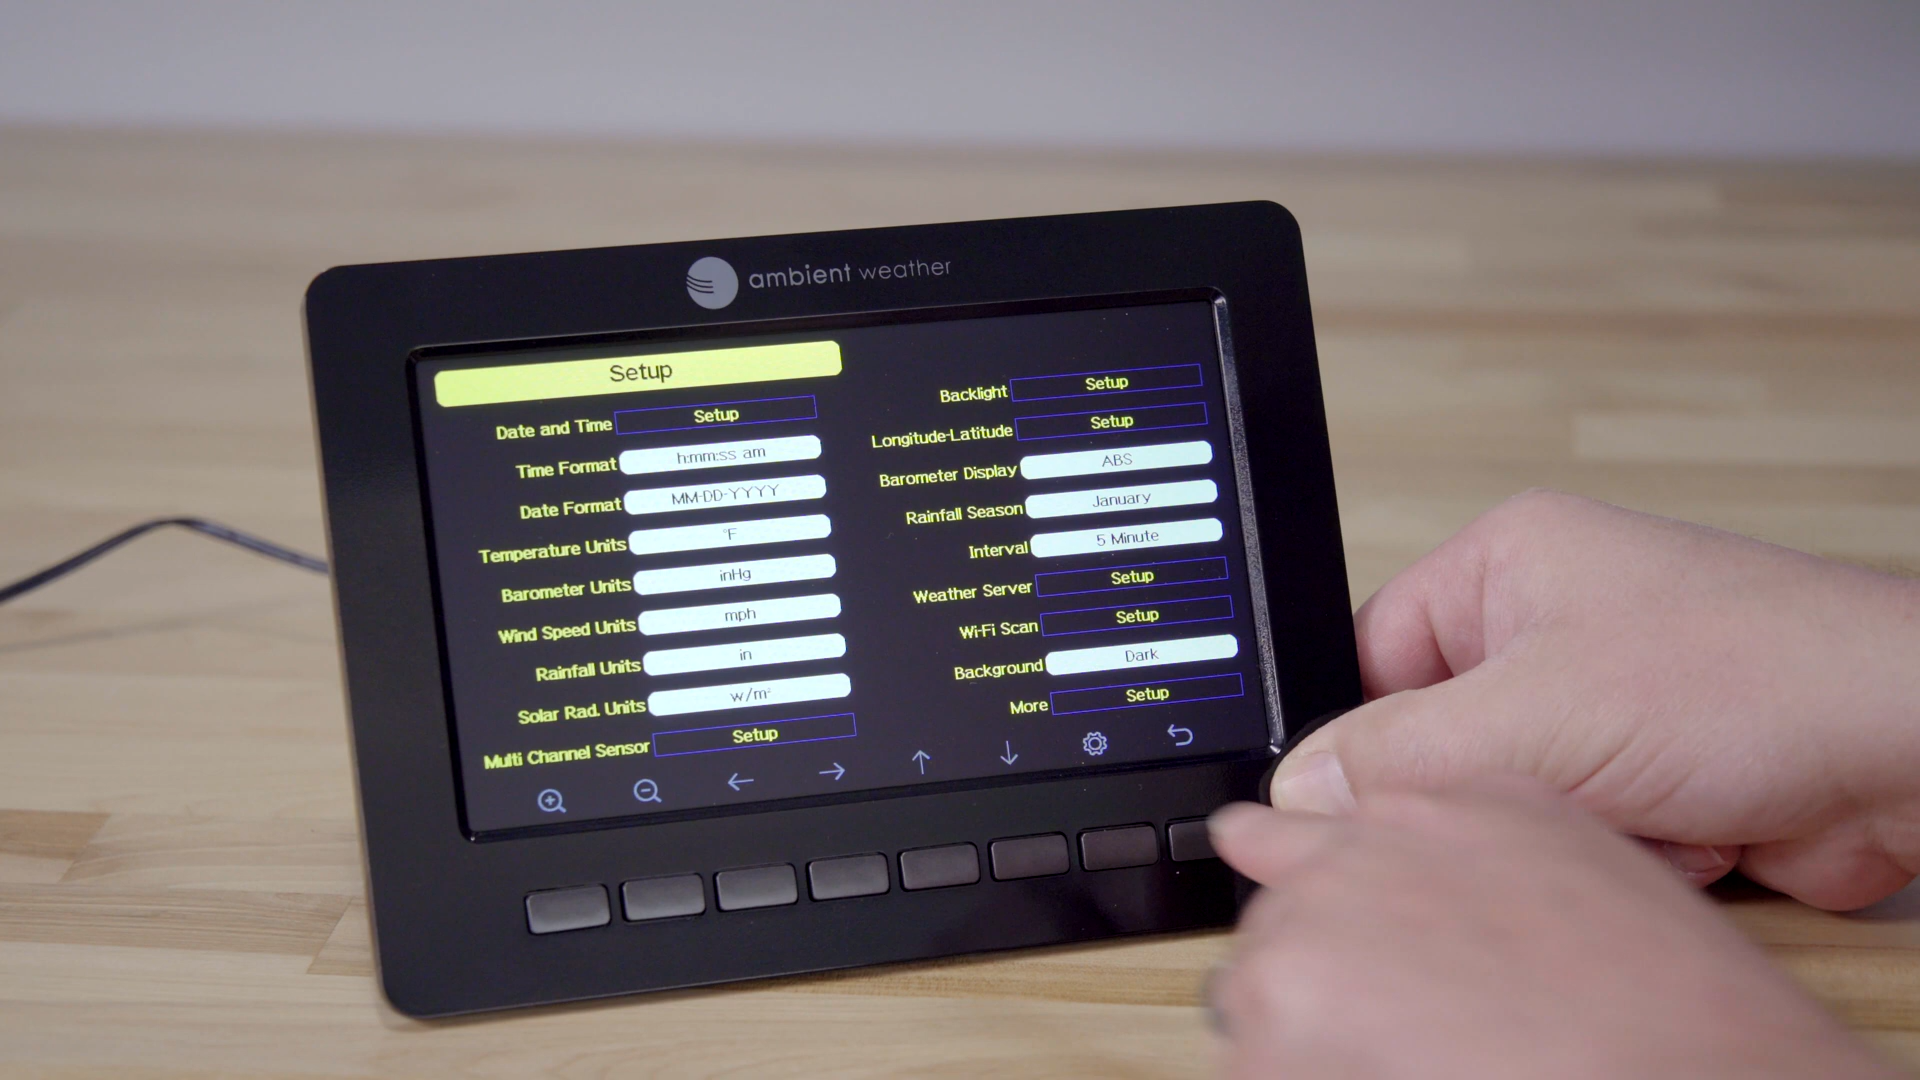 ambient weather
Setup
Date and Time Setup
Time Format h:mm:ss am
Date Format MM-DD-YYYY
Temperature Units °F
Barometer Units inHg
Wind Speed Units mph
Rainfall Units in
Solar Rad. Units w/m²
Multi Channel Sensor Setup
Backlight Setup
Longitude-Latitude Setup
Barometer Display ABS
Rainfall Season January
Interval 5 Minute
Weather Server Setup
Wi-Fi Scan Setup
Background Dark
More Setup